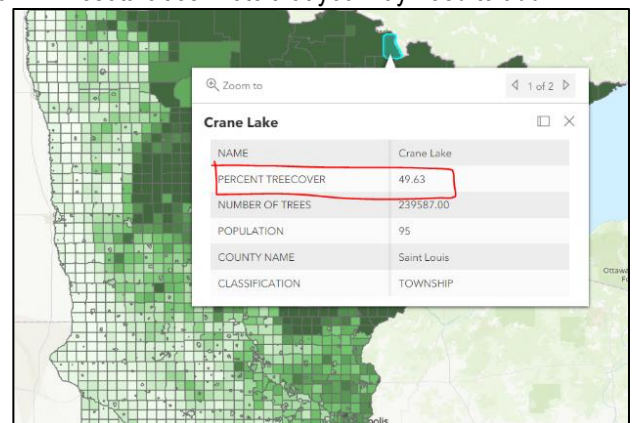 Zoom to
1 of 2
Crane Lake
NAME Crane Lake
PERCENT TREECOVER 49.63
NUMBER OF TREES 239587.00
POPULATION 95
COUNTY NAME Saint Louis
CLASSIFICATION TOWNSHIP
Ottawa